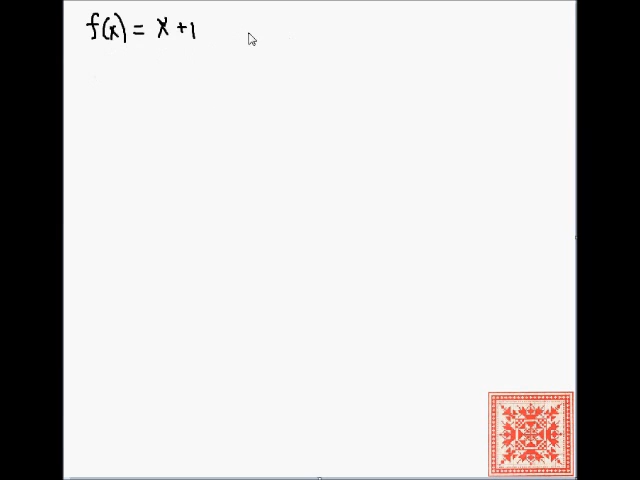 f(x) = x + 1